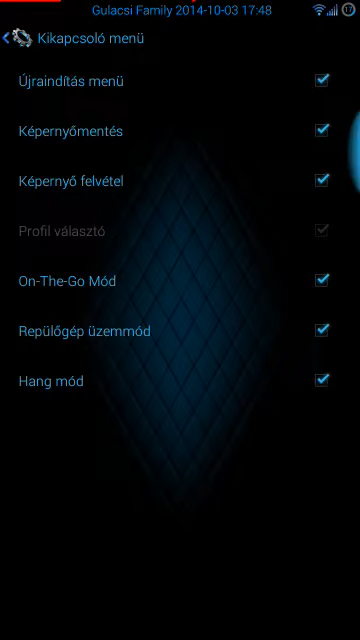 Gulacsi Family 2014-10-03 17:48 17
Kikapcsoló menü
Újraindítás menü
Képernyőmentés
Képernyő felvétel
Profil választó
On-The-Go Mód
Repülőgép üzemmód
Hang mód